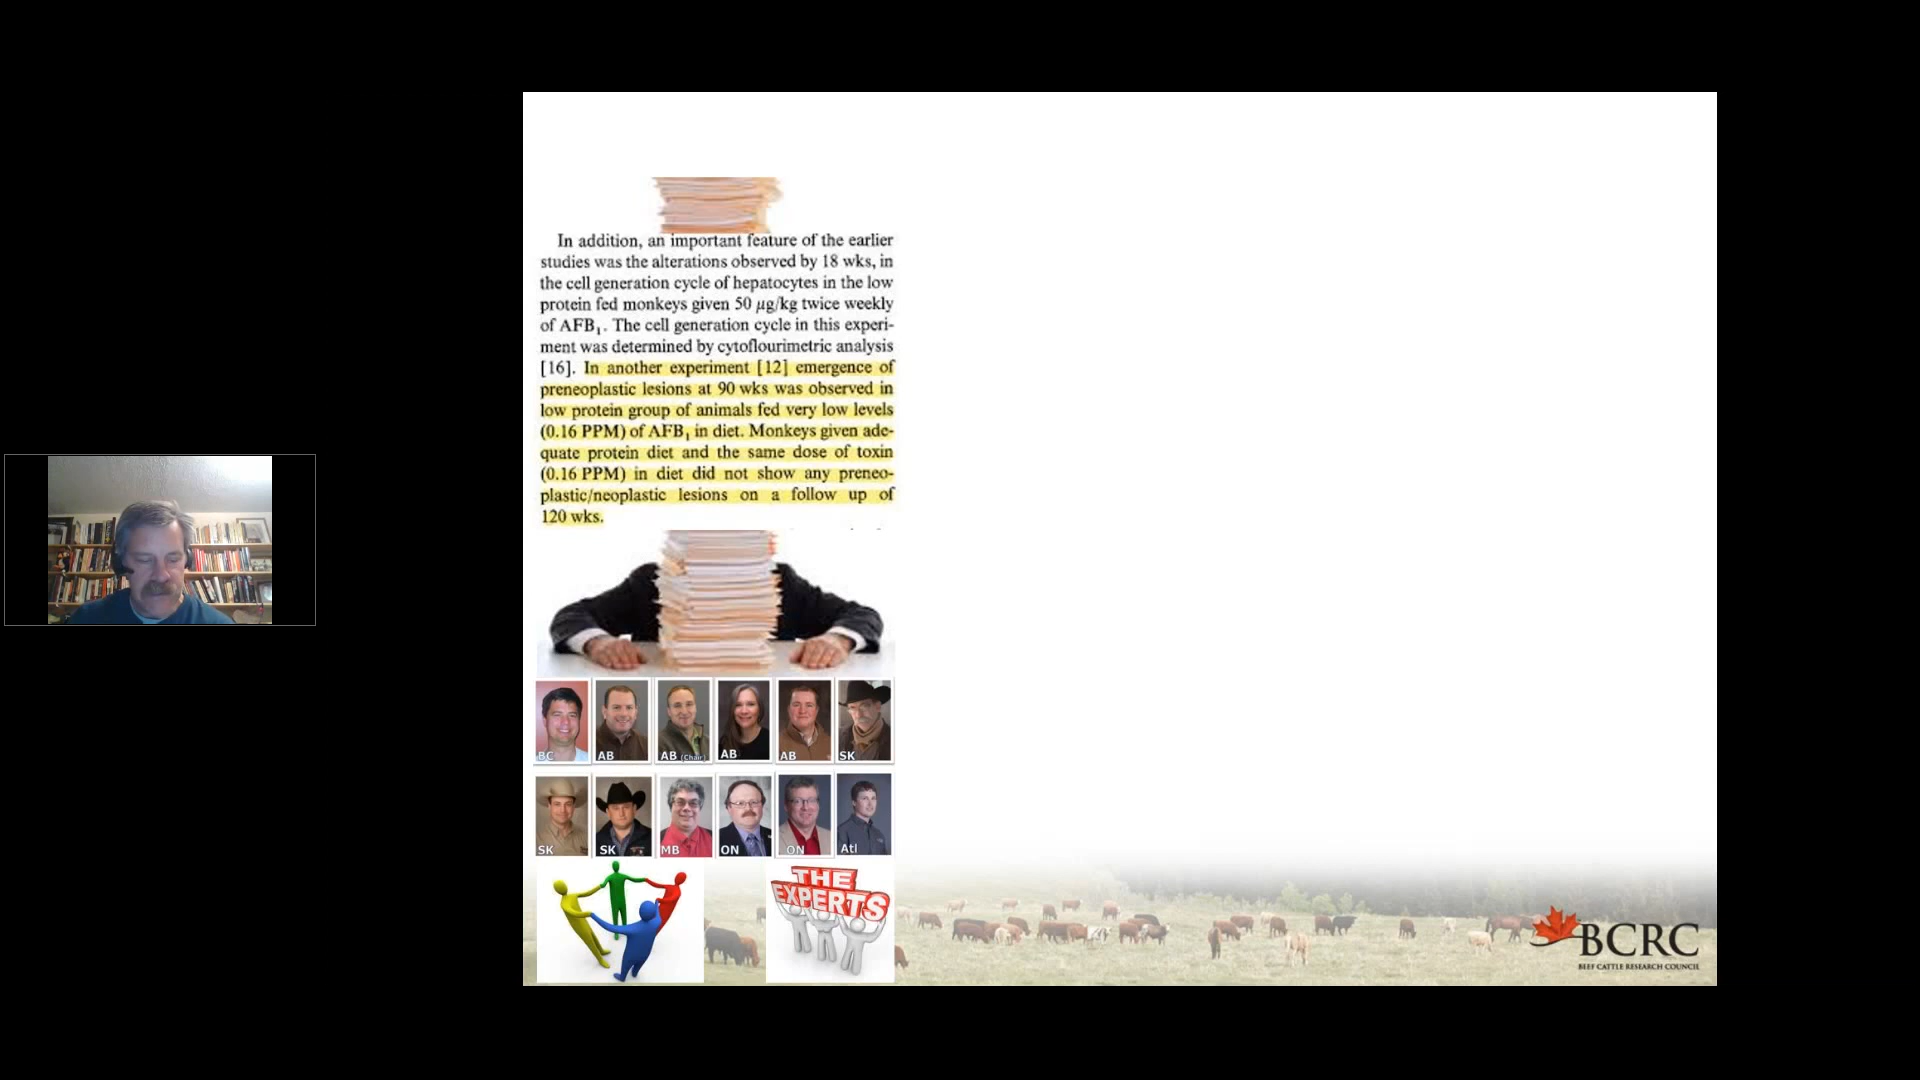 In addition, an important feature of the earlier
studies was the alterations observed by 18 wks, in
the cell generation cycle of hepatocytes in the low
protein fed monkeys given 50 µg/kg twice weekly
of AFB₁. The cell generation cycle in this experi-
ment was determined by cytoflourimetric analysis
[16]. In another experiment [12] emergence of
preneoplastic lesions at 90 wks was observed in
low protein group of animals fed very low levels
(0.16 PPM) of AFB₁ in diet. Monkeys given ade-
quate protein diet and the same dose of toxin
(0.16 PPM) in diet did not show any preneo-
plastic/neoplastic lesions on a follow up of
120 wks.
BC AB AB (Chair) AB AB SK
SK SK MB ON ON Atl
THE
EXPERTS
BCRC
BEEF CATTLE RESEARCH COUNCIL